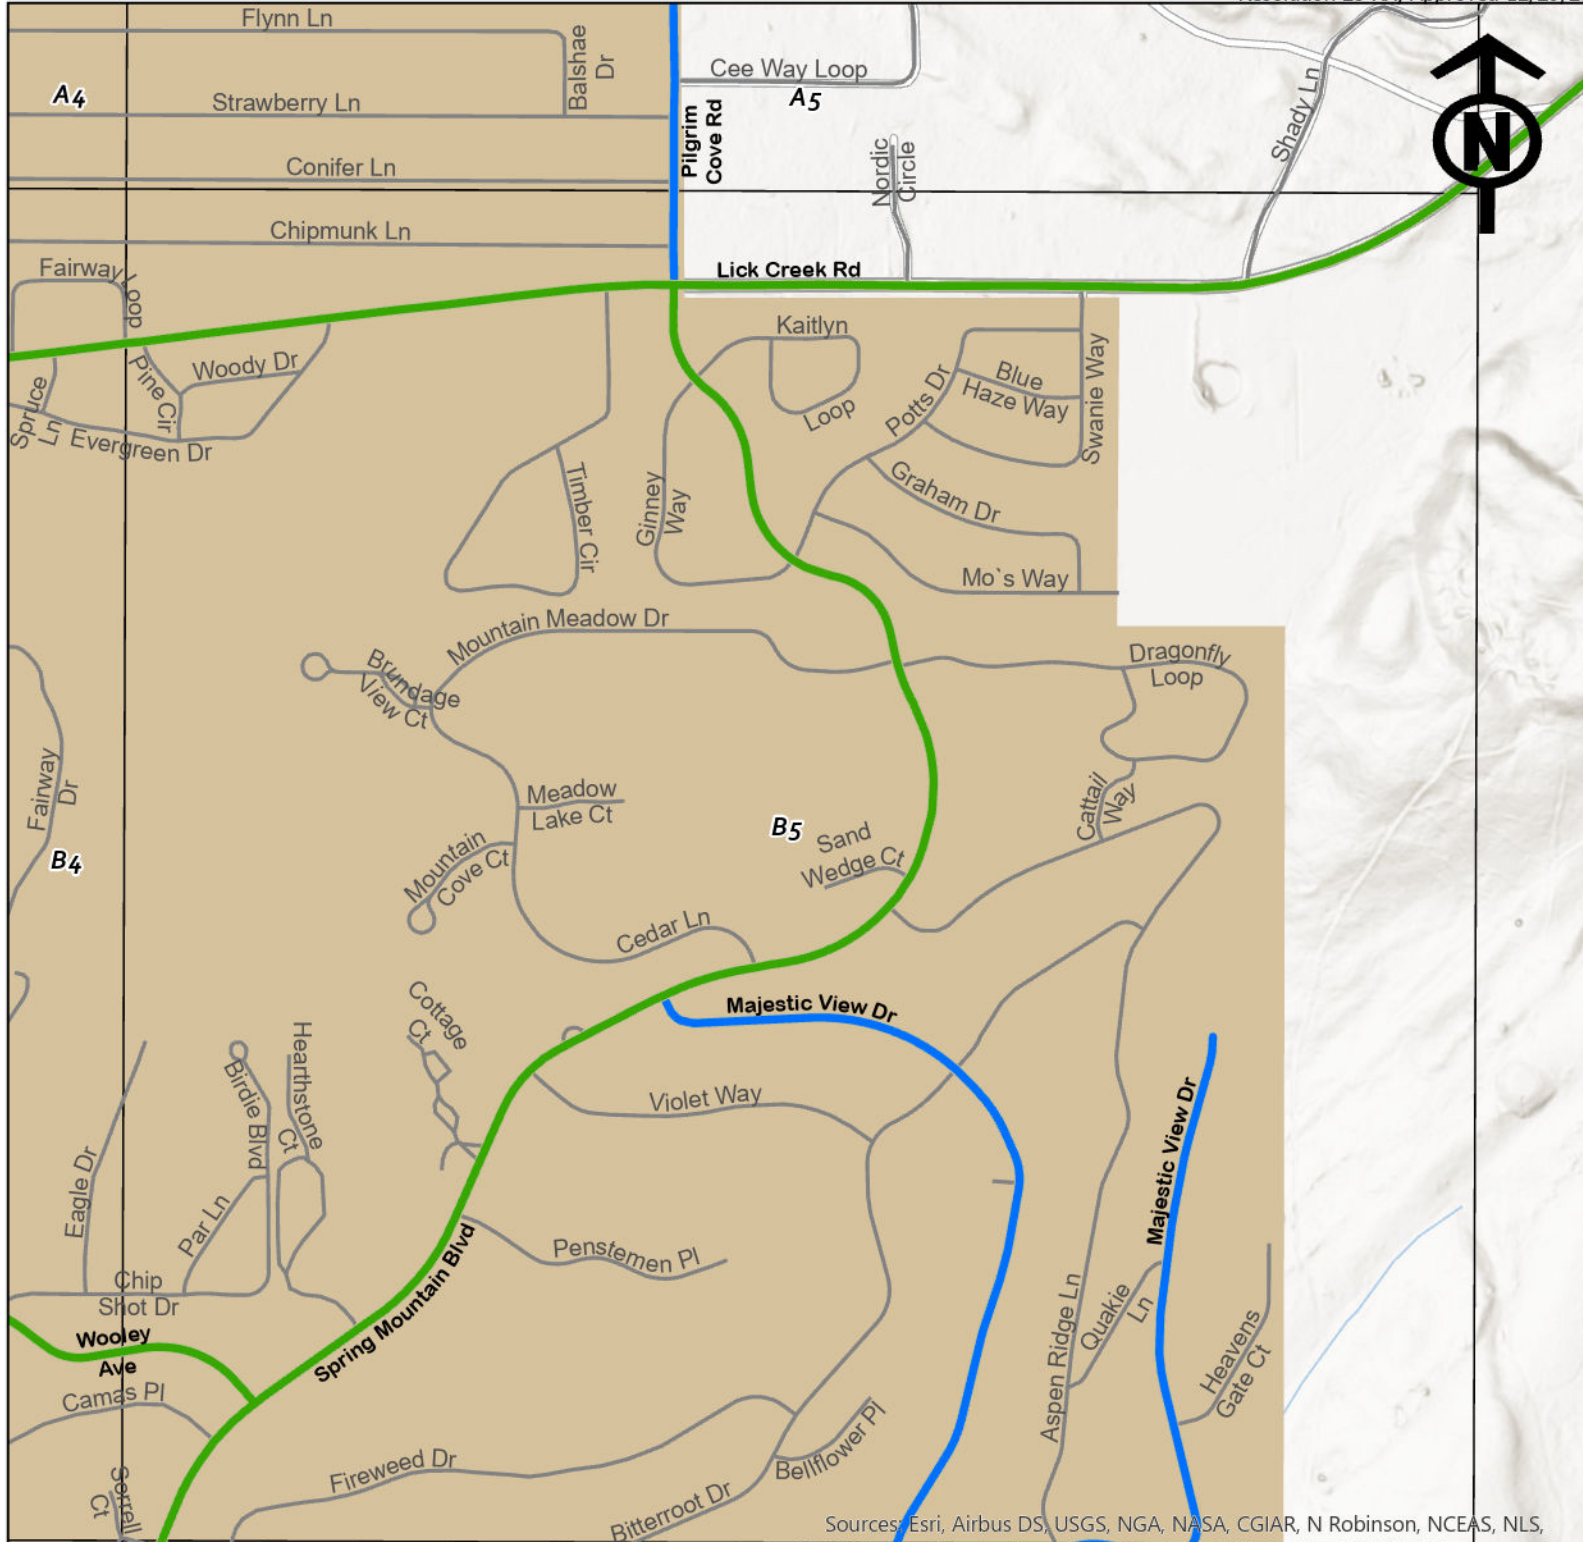 Flynn Ln
Balshae
Dr
A4
Strawberry Ln
Conifer Ln
Chipmunk Ln
Pilgrim
Cove Rd
Cee Way Loop
A5
Nordic
Circle
Shady Ln
N
Fairway Loop
Lick Creek Rd
Spruce
Ln
Pine Cir
Woody Dr
Evergreen Dr
Timber Cir
Ginney
Way
Kaitlyn
Loop
Potts Dr
Blue
Haze Way
Swanie Way
Graham Dr
Mo`s Way
Mountain Meadow Dr
Brundage
View Ct
Dragonfly
Loop
Fairway
Dr
B4
Meadow
Lake Ct
Mountain
Cove Ct
B5
Sand
Wedge Ct
Cattail
Way
Cedar Ln
Cottage
Ct
Majestic View Dr
Hearthstone
Ct
Birdie Blvd
Violet Way
Eagle Dr
Par Ln
Majestic View Dr
Penstemen Pl
Chip
Shot Dr
Spring Mountain Blvd
Wooley
Ave
Camas Pl
Aspen Ridge Ln
Quakie
Ln
Heavens
Gate Ct
Fireweed Dr
Bellflower Pl
Bitterroot Dr
Serrell
Ct
Sources: Esri, Airbus DS, USGS, NGA, NASA, CGIAR, N Robinson, NCEAS, NLS,